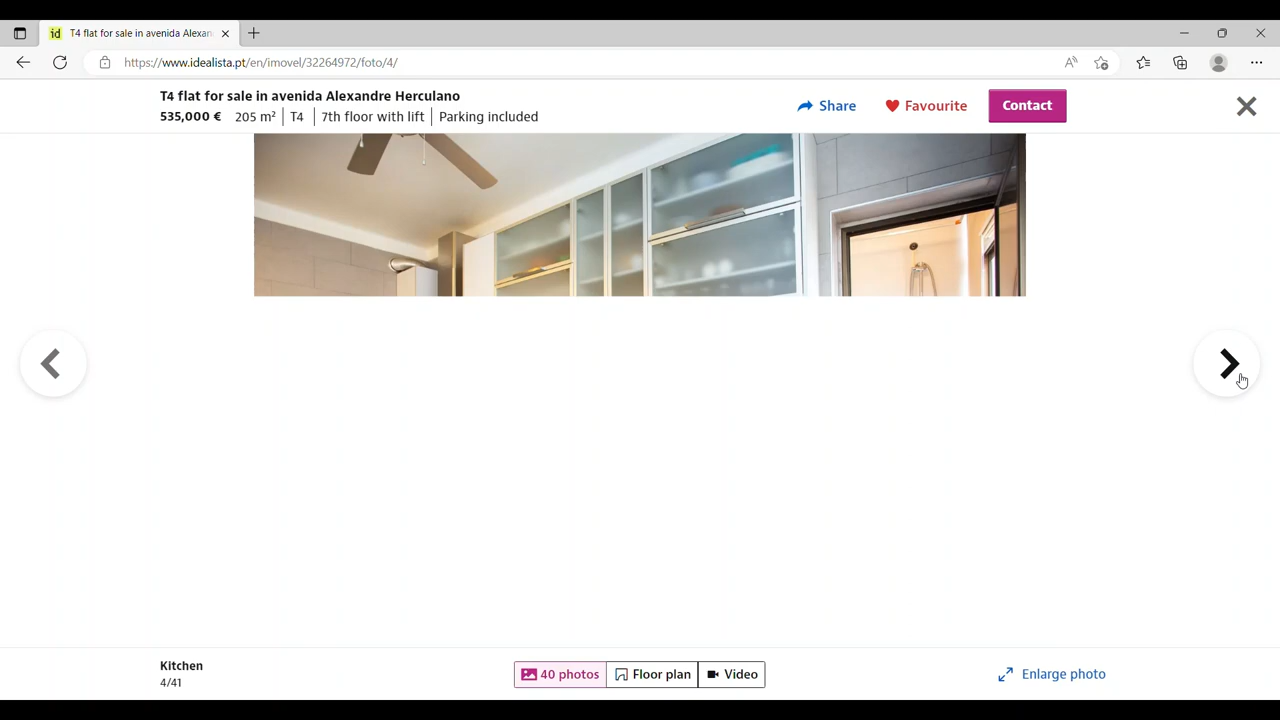 id T4 flat for sale in avenida Alexan
https://www.idealista.pt/en/imovel/32264972/foto/4/
T4 flat for sale in avenida Alexandre Herculano
535,000 € 205 m² T4 7th floor with lift Parking included
Share Favourite Contact
Kitchen
4/41
40 photos Floor plan Video
Enlarge photo